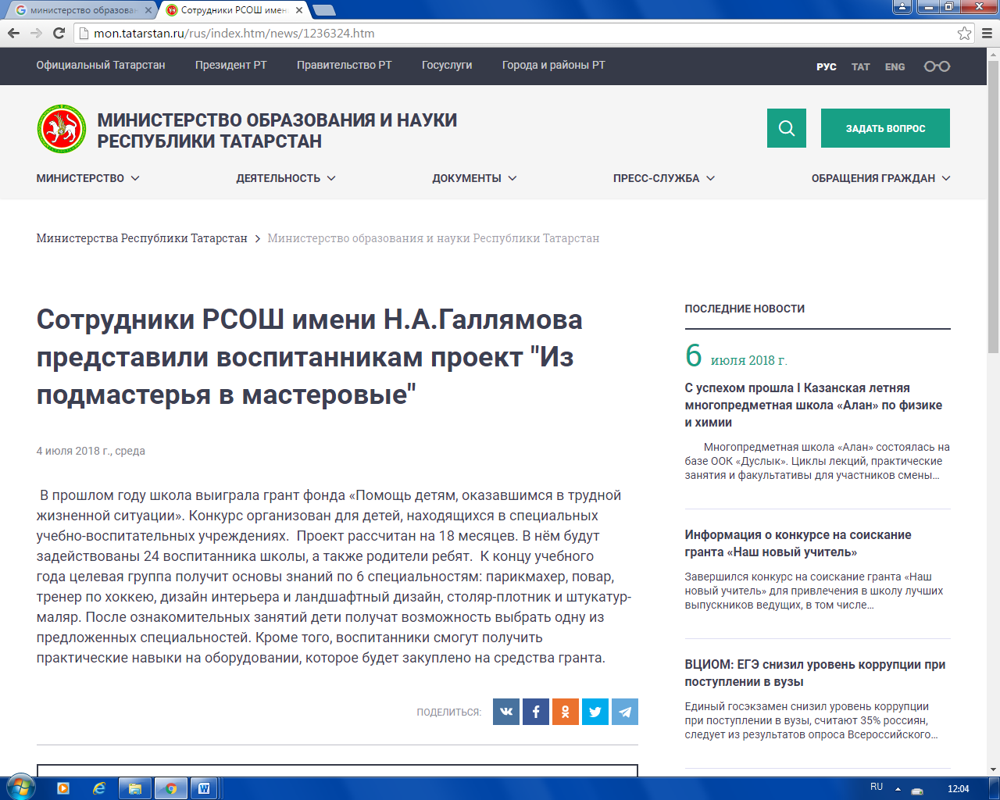 министерство образован
Сотрудники РСОШ имен
mon.tatarstan.ru/rus/index.htm/news/1236324.htm
Официальный Татарстан Президент РТ Правительство РТ Госуслуги Города и районы РТ РУС ТАТ ENG
МИНИСТЕРСТВО ОБРАЗОВАНИЯ И НАУКИ
РЕСПУБЛИКИ ТАТАРСТАН
ЗАДАТЬ ВОПРОС
МИНИСТЕРСТВО ДЕЯТЕЛЬНОСТЬ ДОКУМЕНТЫ ПРЕСС-СЛУЖБА ОБРАЩЕНИЯ ГРАЖДАН
Министерства Республики Татарстан > Министерство образования и науки Республики Татарстан
Сотрудники РСОШ имени Н.А.Галлямова
представили воспитанникам проект "Из
подмастерья в мастеровые"
4 июля 2018 г., среда
В прошлом году школа выиграла грант фонда «Помощь детям, оказавшимся в трудной
жизненной ситуации». Конкурс организован для детей, находящихся в специальных
учебно-воспитательных учреждениях. Проект рассчитан на 18 месяцев. В нём будут
задействованы 24 воспитанника школы, а также родители ребят. К концу учебного
года целевая группа получит основы знаний по 6 специальностям: парикмахер, повар,
тренер по хоккею, дизайн интерьера и ландшафтный дизайн, столяр-плотник и штукатур-
маляр. После ознакомительных занятий дети получат возможность выбрать одну из
предложенных специальностей. Кроме того, воспитанники смогут получить
практические навыки на оборудовании, которое будет закуплено на средства гранта.
ПОДЕЛИТЬСЯ:
ПОСЛЕДНИЕ НОВОСТИ
6 июля 2018 г.
С успехом прошла I Казанская летняя
многопредметная школа «Алан» по физике
и химии
Многопредметная школа «Алан» состоялась на
базе ООК «Дуслык». Циклы лекций, практические
занятия и факультативы для участников смены...
Информация о конкурсе на соискание
гранта «Наш новый учитель»
Завершился конкурс на соискание гранта «Наш
новый учитель» для привлечения в школу лучших
выпускников ведущих, в том числе...
ВЦИОМ: ЕГЭ снизил уровень коррупции при
поступлении в вузы
Единый госэкзамен снизил уровень коррупции
при поступлении в вузы, считают 35% россиян,
следует из результатов опроса Всероссийского...
RU 12:04